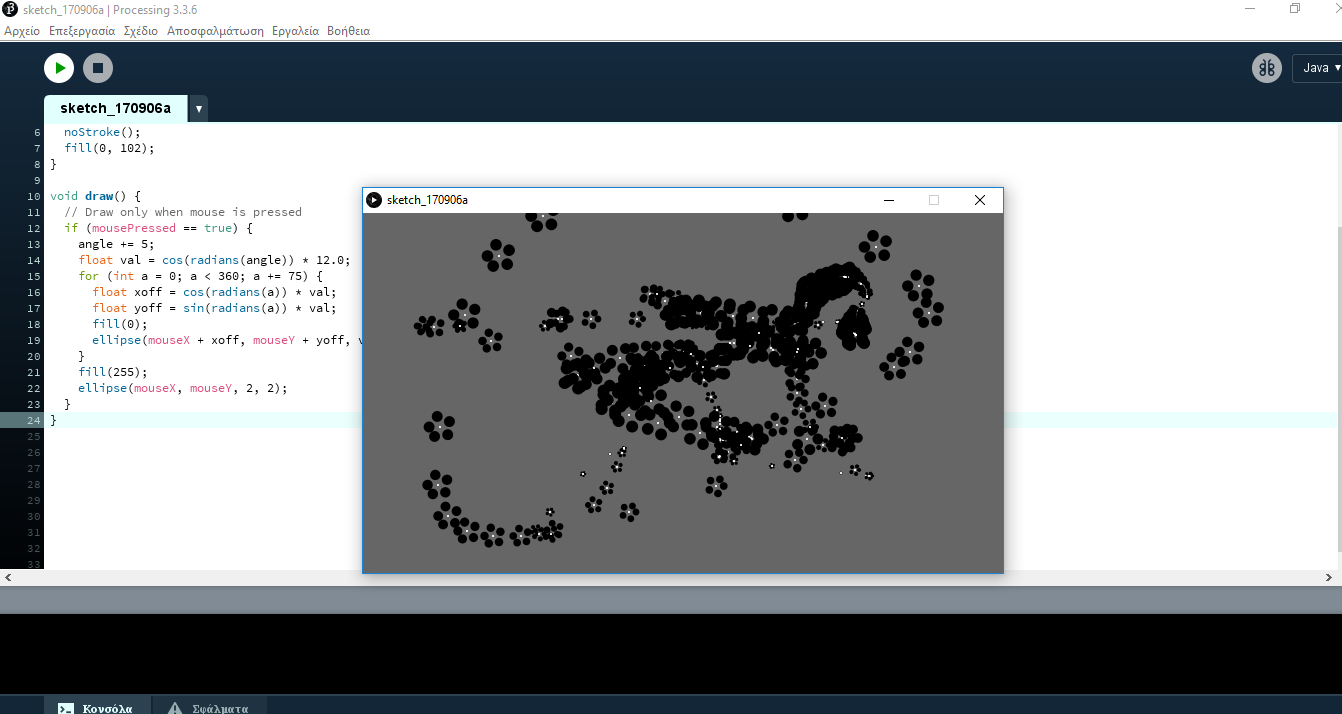 sketch_170906a | Processing 3.3.6
Αρχείο Επεξεργασία Σχέδιο Αποσφαλμάτωση Εργαλεία Βοήθεια
Java
sketch_170906a
6 noStroke();
7 fill(0, 102);
8 }
9
10 void draw() {
11 // Draw only when mouse is pressed
12 if (mousePressed == true) {
13 angle += 5;
14 float val = cos(radians(angle)) * 12.0;
15 for (int a = 0; a < 360; a += 75) {
16 float xoff = cos(radians(a)) * val;
17 float yoff = sin(radians(a)) * val;
18 fill(0);
19 ellipse(mouseX + xoff, mouseY + yoff, v
20 }
21 fill(255);
22 ellipse(mouseX, mouseY, 2, 2);
23 }
24 }
25
26
27
28
29
30
31
32
33
sketch_170906a
Κονσόλα Σφάλματα